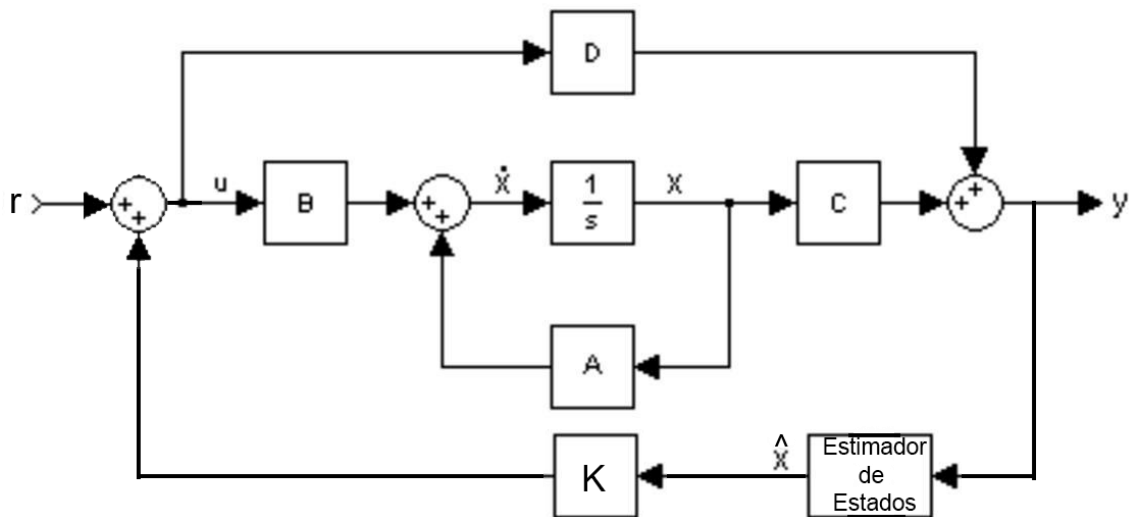 D
r
+
+
u
B
+
+
ẋ
1
s
x
C
+
+
y
A
K
x̂
Estimador
de
Estados